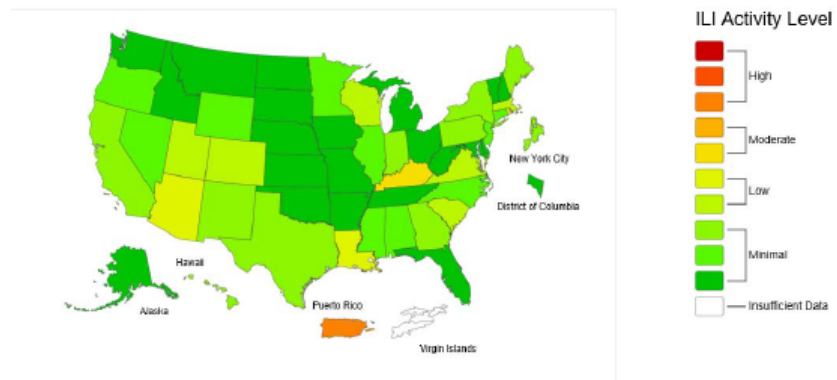 ILI Activity Level
High
Moderate
Low
Minimal
Insufficient Data
New York City
District of Columbia
Hawaii
Alaska
Puerto Rico
Virgin Islands